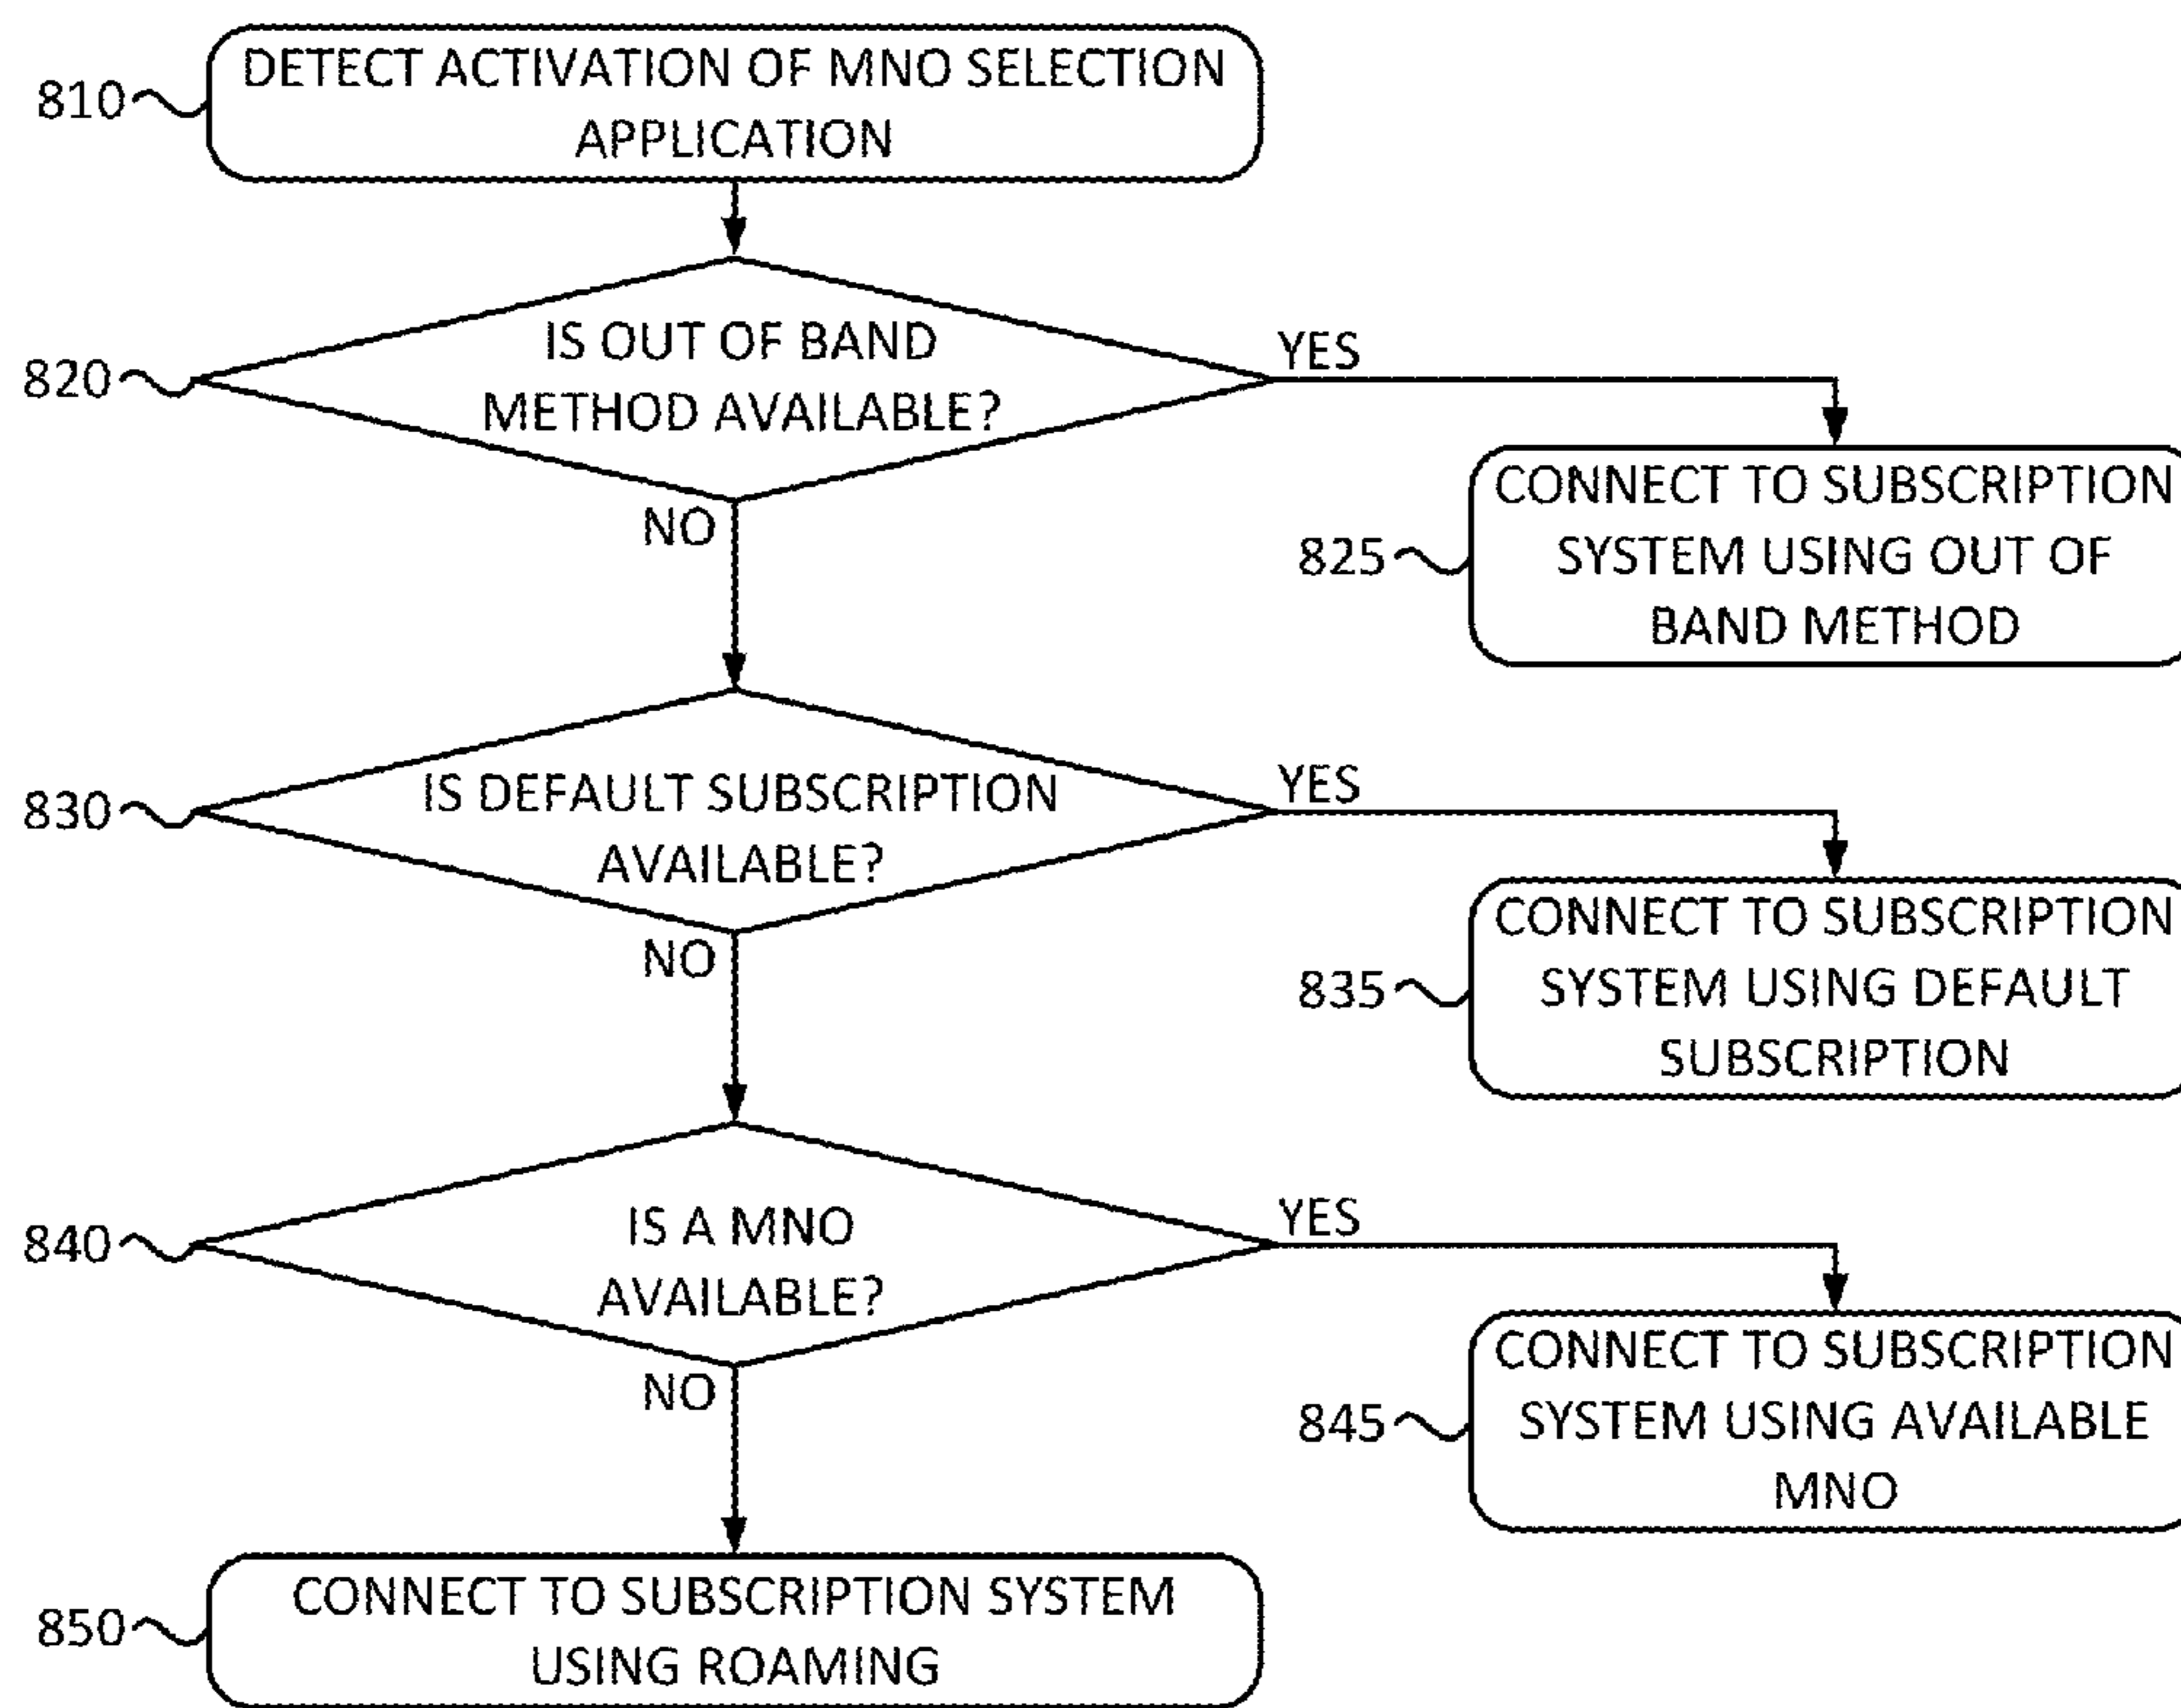 810
DETECT ACTIVATION OF MNO SELECTION
APPLICATION
820
IS OUT OF BAND
METHOD AVAILABLE?
YES
NO
825
CONNECT TO SUBSCRIPTION
SYSTEM USING OUT OF
BAND METHOD
830
IS DEFAULT SUBSCRIPTION
AVAILABLE?
YES
NO
835
CONNECT TO SUBSCRIPTION
SYSTEM USING DEFAULT
SUBSCRIPTION
840
IS A MNO
AVAILABLE?
YES
NO
845
CONNECT TO SUBSCRIPTION
SYSTEM USING AVAILABLE
MNO
850
CONNECT TO SUBSCRIPTION SYSTEM
USING ROAMING